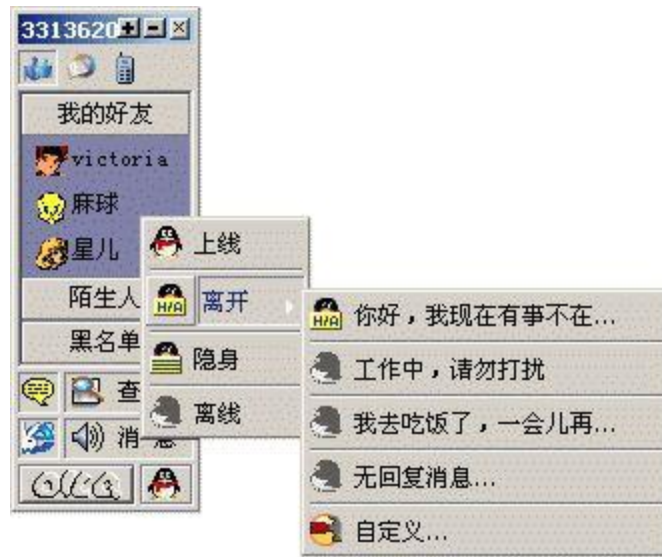 3313620
我的好友
victoria
麻球
星儿
陌生人
黑名单
查
消 息
上线
H/A 离开
隐身
离线
H/A 你好，我现在有事不在...
工作中，请勿打扰
我去吃饭了，一会儿再...
无回复消息...
自定义...